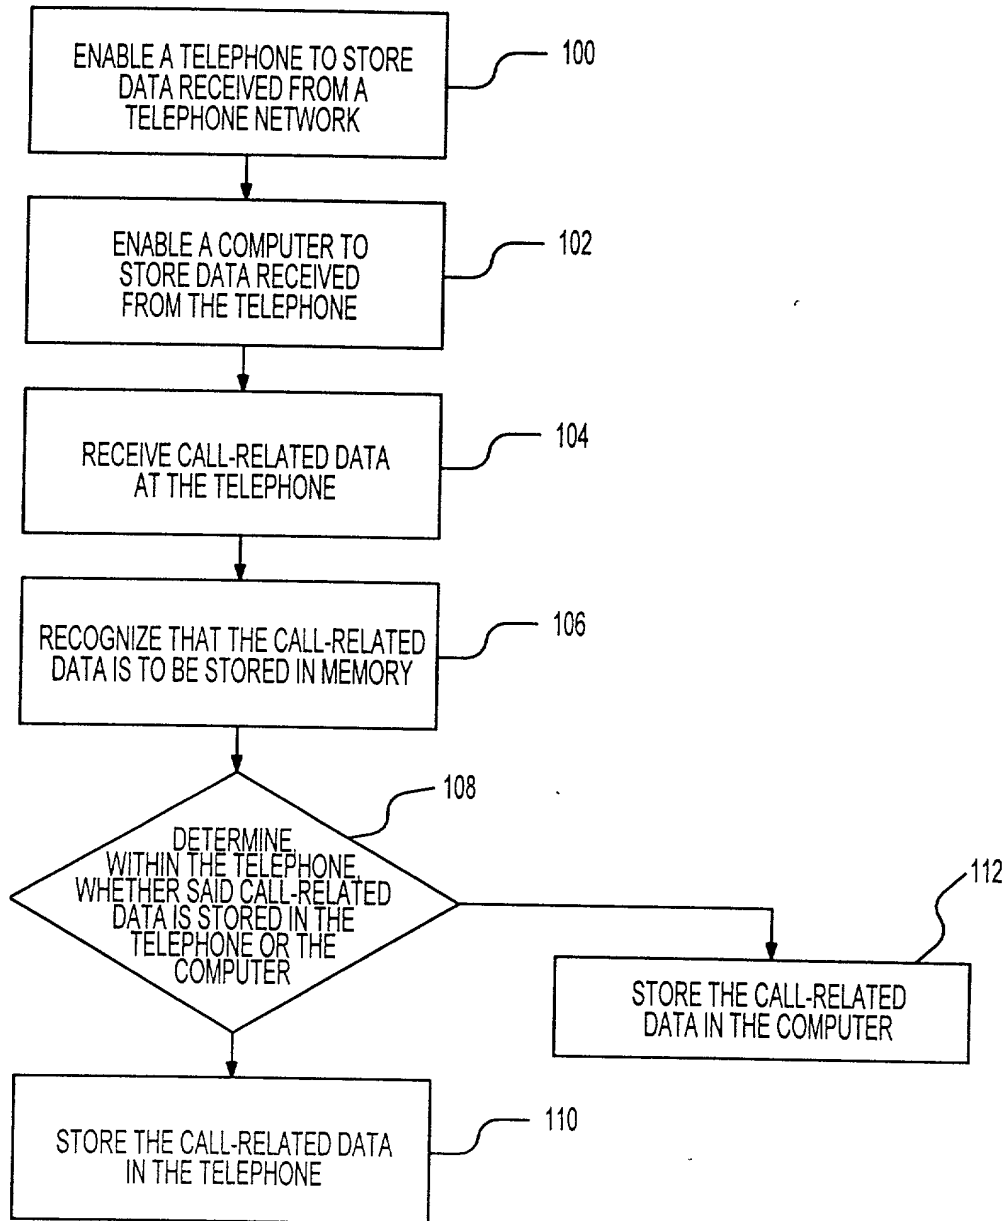 ENABLE A TELEPHONE TO STORE
DATA RECEIVED FROM A
TELEPHONE NETWORK
100
ENABLE A COMPUTER TO
STORE DATA RECEIVED
FROM THE TELEPHONE
102
RECEIVE CALL-RELATED DATA
AT THE TELEPHONE
104
RECOGNIZE THAT THE CALL-RELATED
DATA IS TO BE STORED IN MEMORY
106
DETERMINE,
WITHIN THE TELEPHONE,
WHETHER SAID CALL-RELATED
DATA IS STORED IN THE
TELEPHONE OR THE
COMPUTER
108
STORE THE CALL-RELATED
DATA IN THE COMPUTER
112
STORE THE CALL-RELATED DATA
IN THE TELEPHONE
110